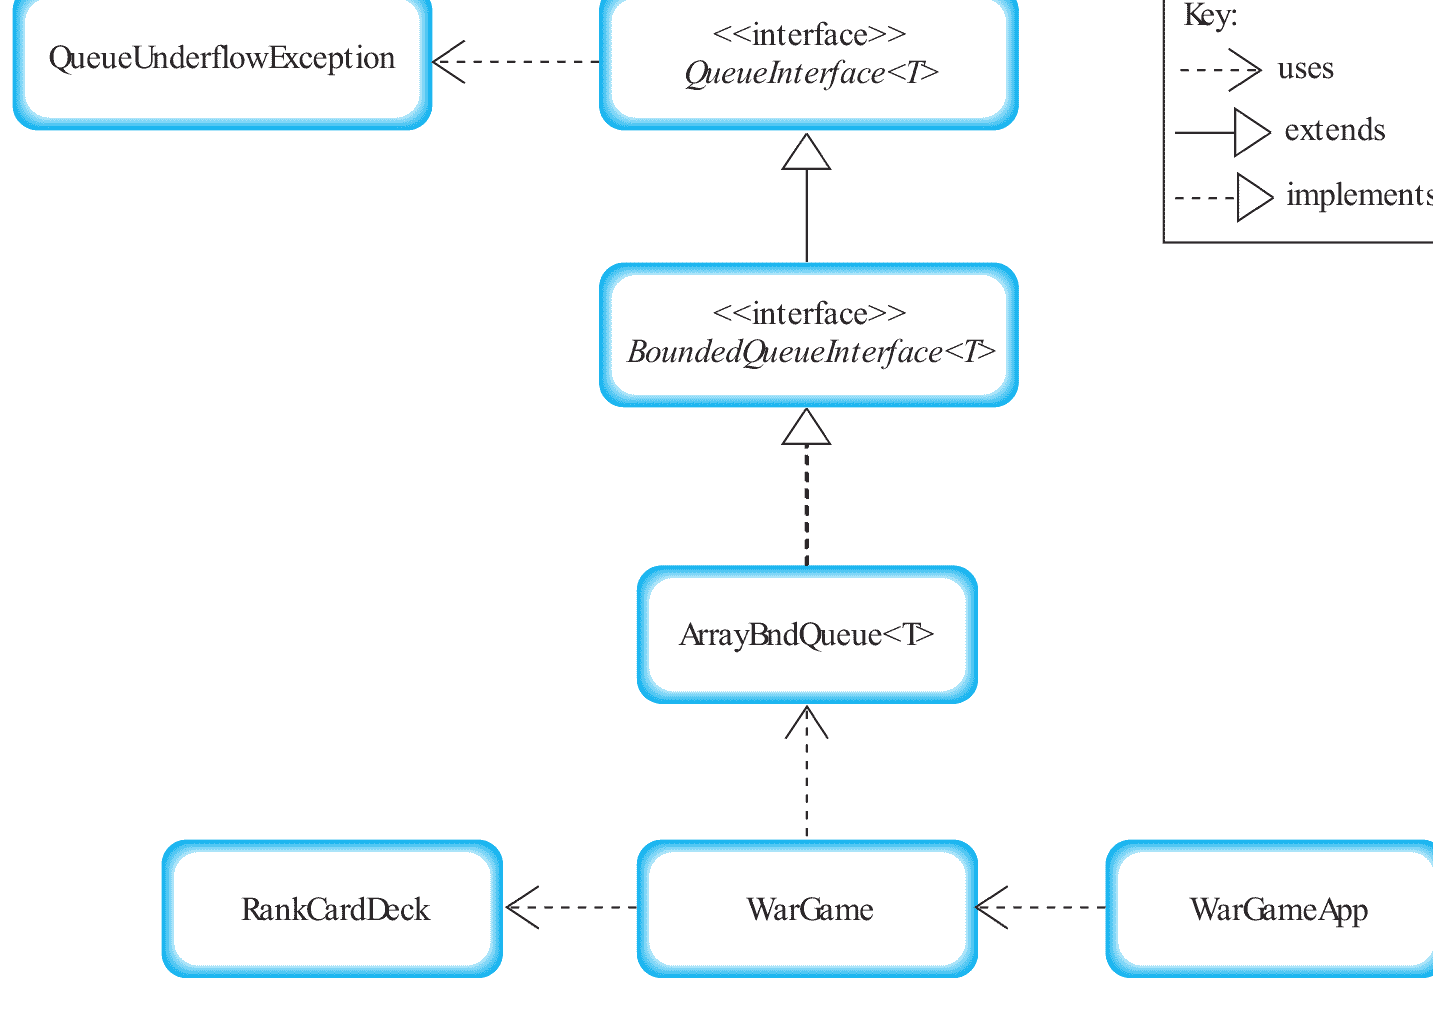 QueueUnderflowException
<<interface>>
QueueInterface<T>
Key:
uses
extends
implements
<<interface>>
BoundedQueueInterface<T>
ArrayBndQueue<T>
RankCardDeck
WarGame
WarGameApp